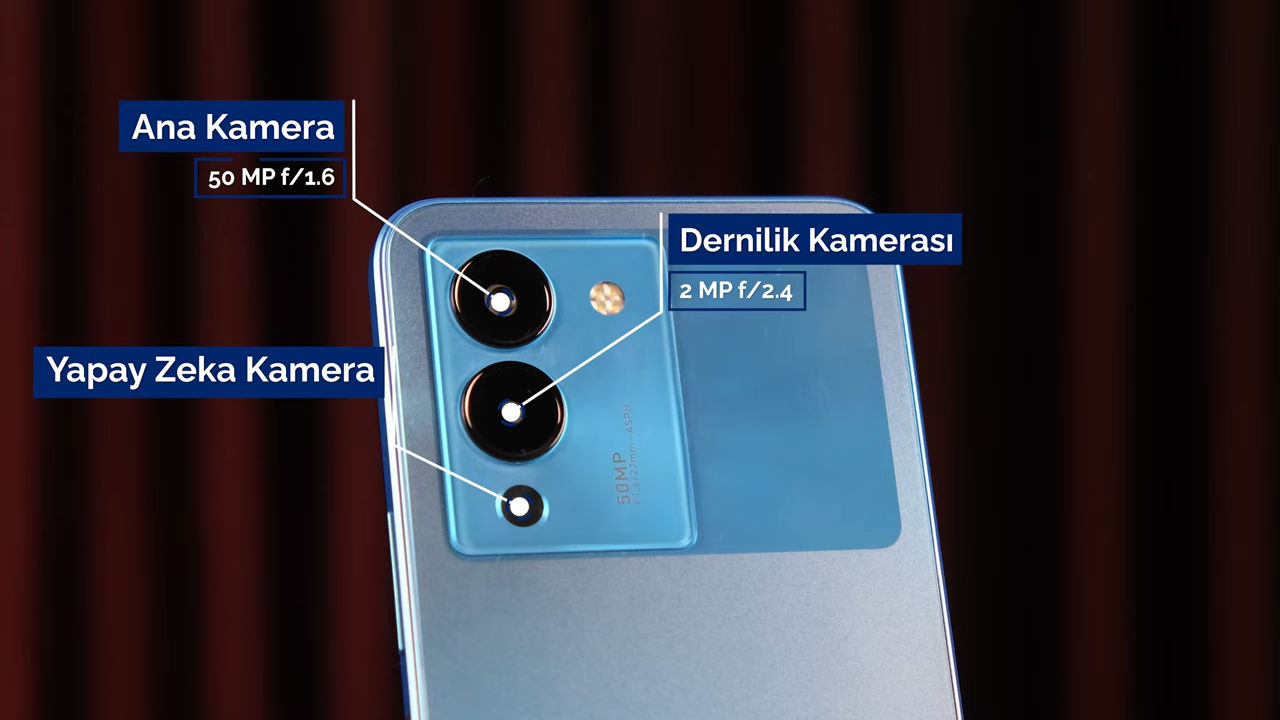 Ana Kamera
50 MP f/1.6
Dernilik Kamerası
2 MP f/2.4
Yapay Zeka Kamera
50MP
F1.6/27mm-ASPH